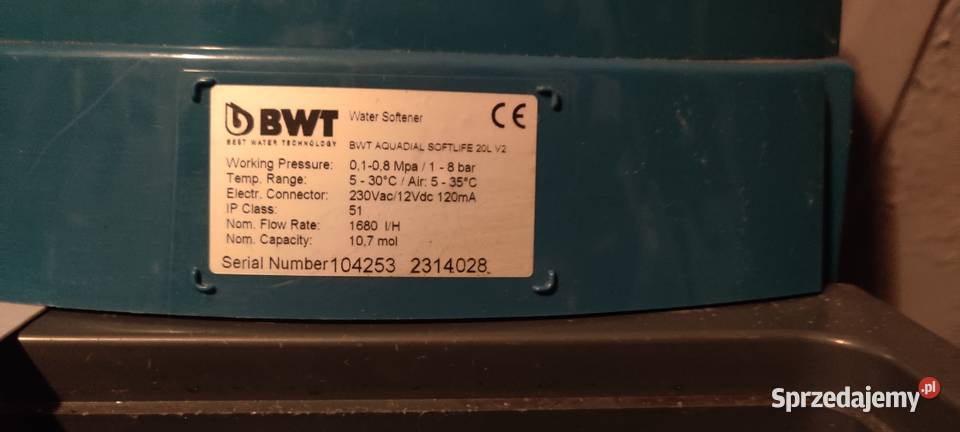 BWT
BEST WATER TECHNOLOGY
Water Softener
CE
BWT AQUADIAL SOFTLIFE 20L V2
Working Pressure: 0,1-0,8 Mpa / 1 - 8 bar
Temp. Range: 5 - 30°C / Air: 5 - 35°C
Electr. Connector: 230Vac/12Vdc 120mA
IP Class: 51
Nom. Flow Rate: 1680 l/H
Nom. Capacity: 10,7 mol
Serial Number 104253 2314028
Sprzedajemy.pl